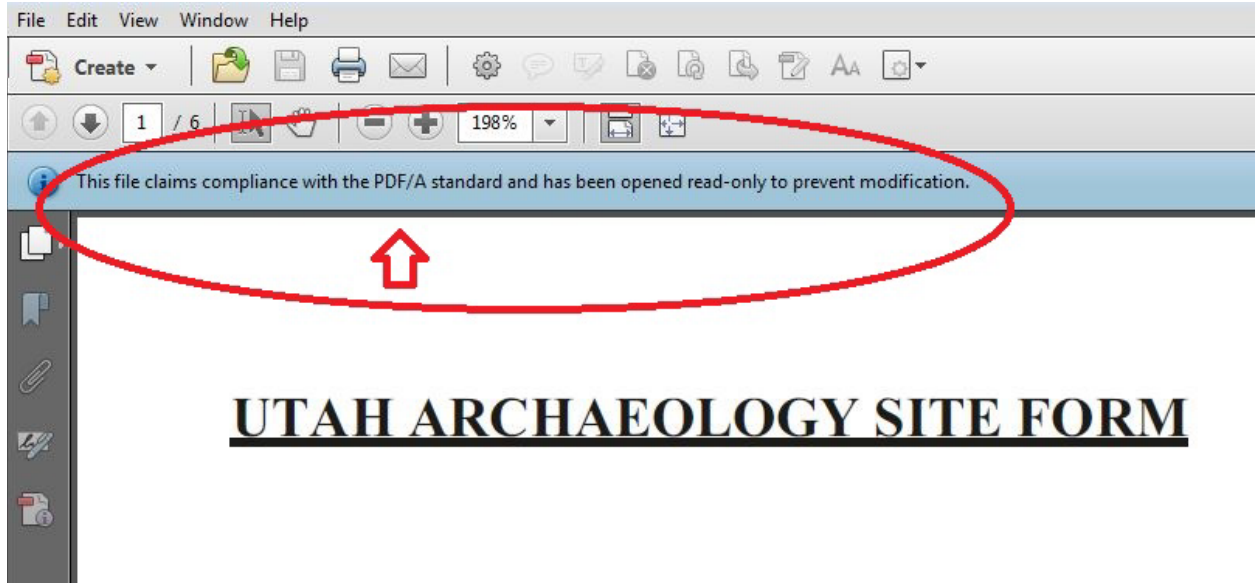 File Edit View Window Help
Create
1 / 6 198%
This file claims compliance with the PDF/A standard and has been opened read-only to prevent modification.
UTAH ARCHAEOLOGY SITE FORM